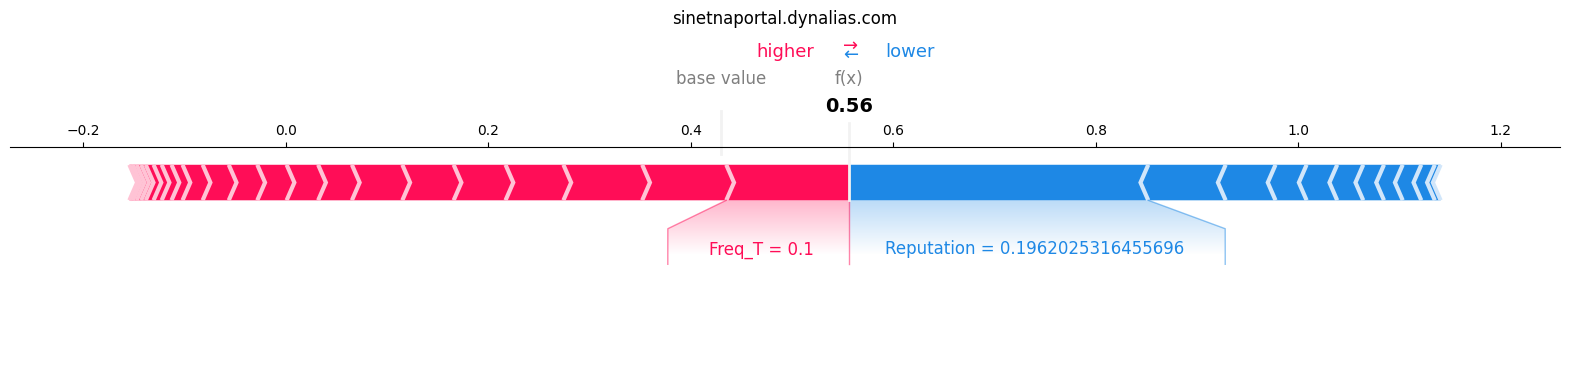 sinetnaportal.dynalias.com
higher → ← lower
base value f(x)
0.56
−0.2 0.0 0.2 0.4 0.6 0.8 1.0 1.2
Freq_T = 0.1 Reputation = 0.1962025316455696